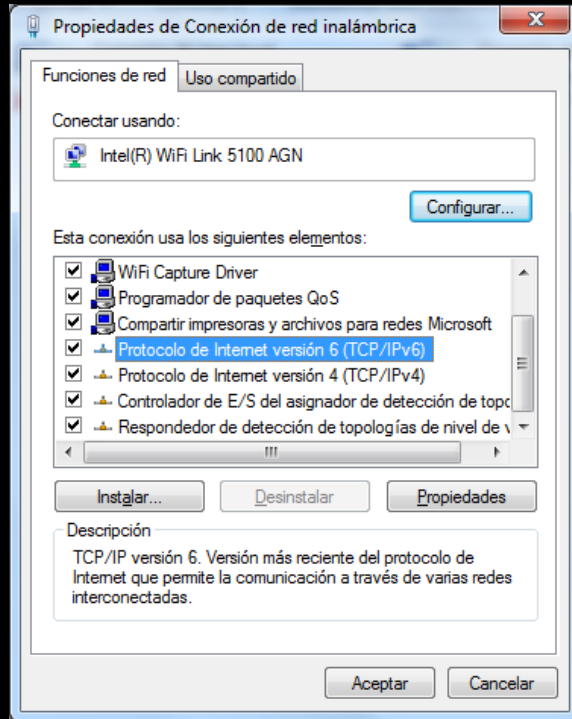 Propiedades de Conexión de red inalámbrica
Funciones de red
Uso compartido
Conectar usando:
Intel(R) WiFi Link 5100 AGN
Configurar...
Esta conexión usa los siguientes elementos:
WiFi Capture Driver
Programador de paquetes QoS
Compartir impresoras y archivos para redes Microsoft
Protocolo de Internet versión 6 (TCP/IPv6)
Protocolo de Internet versión 4 (TCP/IPv4)
Controlador de E/S del asignador de detección de topo
Respondedor de detección de topologías de nivel de v
Instalar...
Desinstalar
Propiedades
Descripción
TCP/IP versión 6. Versión más reciente del protocolo de
Internet que permite la comunicación a través de varias redes
interconectadas.
Aceptar
Cancelar